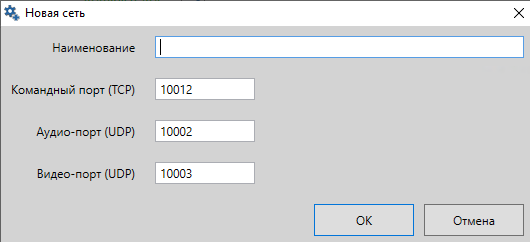 Новая сеть
Наименование
Командный порт (TCP) 10012
Аудио-порт (UDP) 10002
Видео-порт (UDP) 10003
OK Отмена